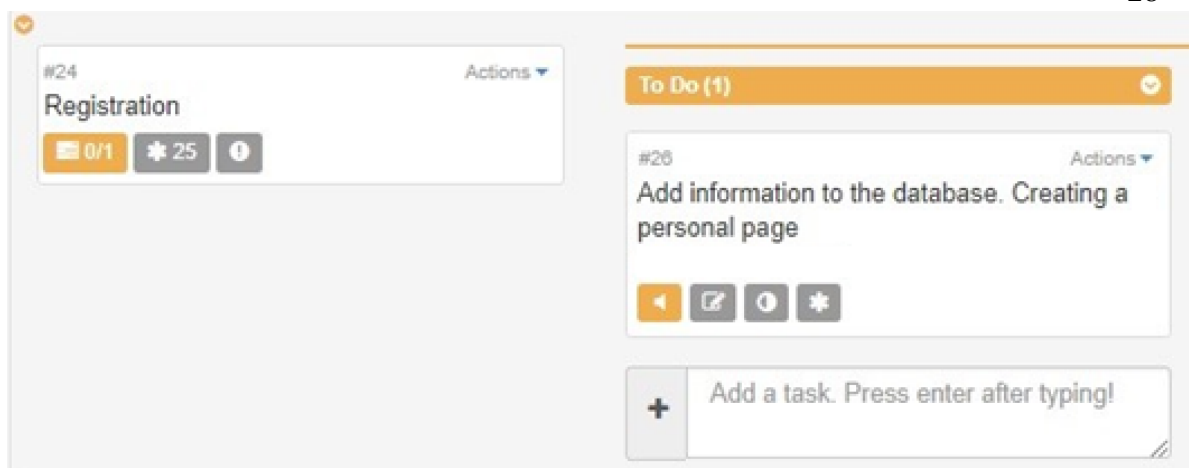 #24
Actions
Registration
0/1
25
To Do (1)
#26
Actions
Add information to the database. Creating a
personal page
Add a task. Press enter after typing!